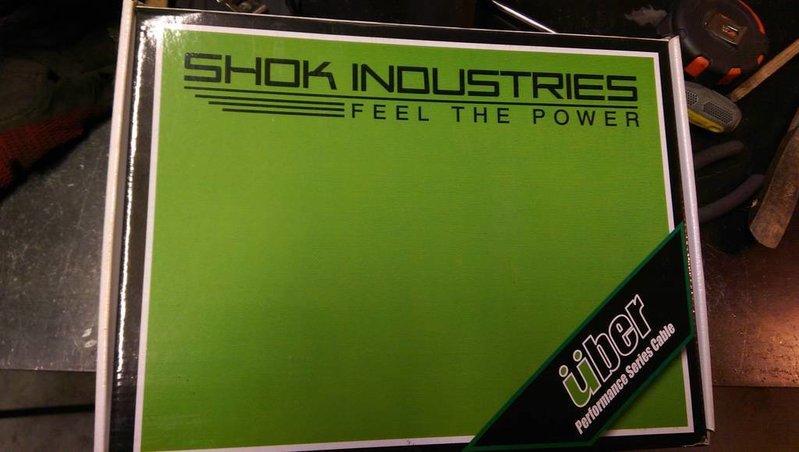 SHOK INDUSTRIES
FEEL THE POWER
über
Performance Series Cable